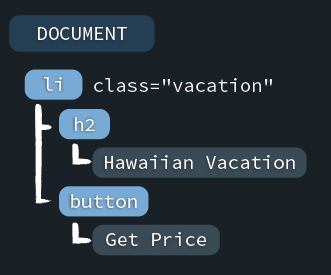 DOCUMENT
li class="vacation"
h2
Hawaiian Vacation
button
Get Price